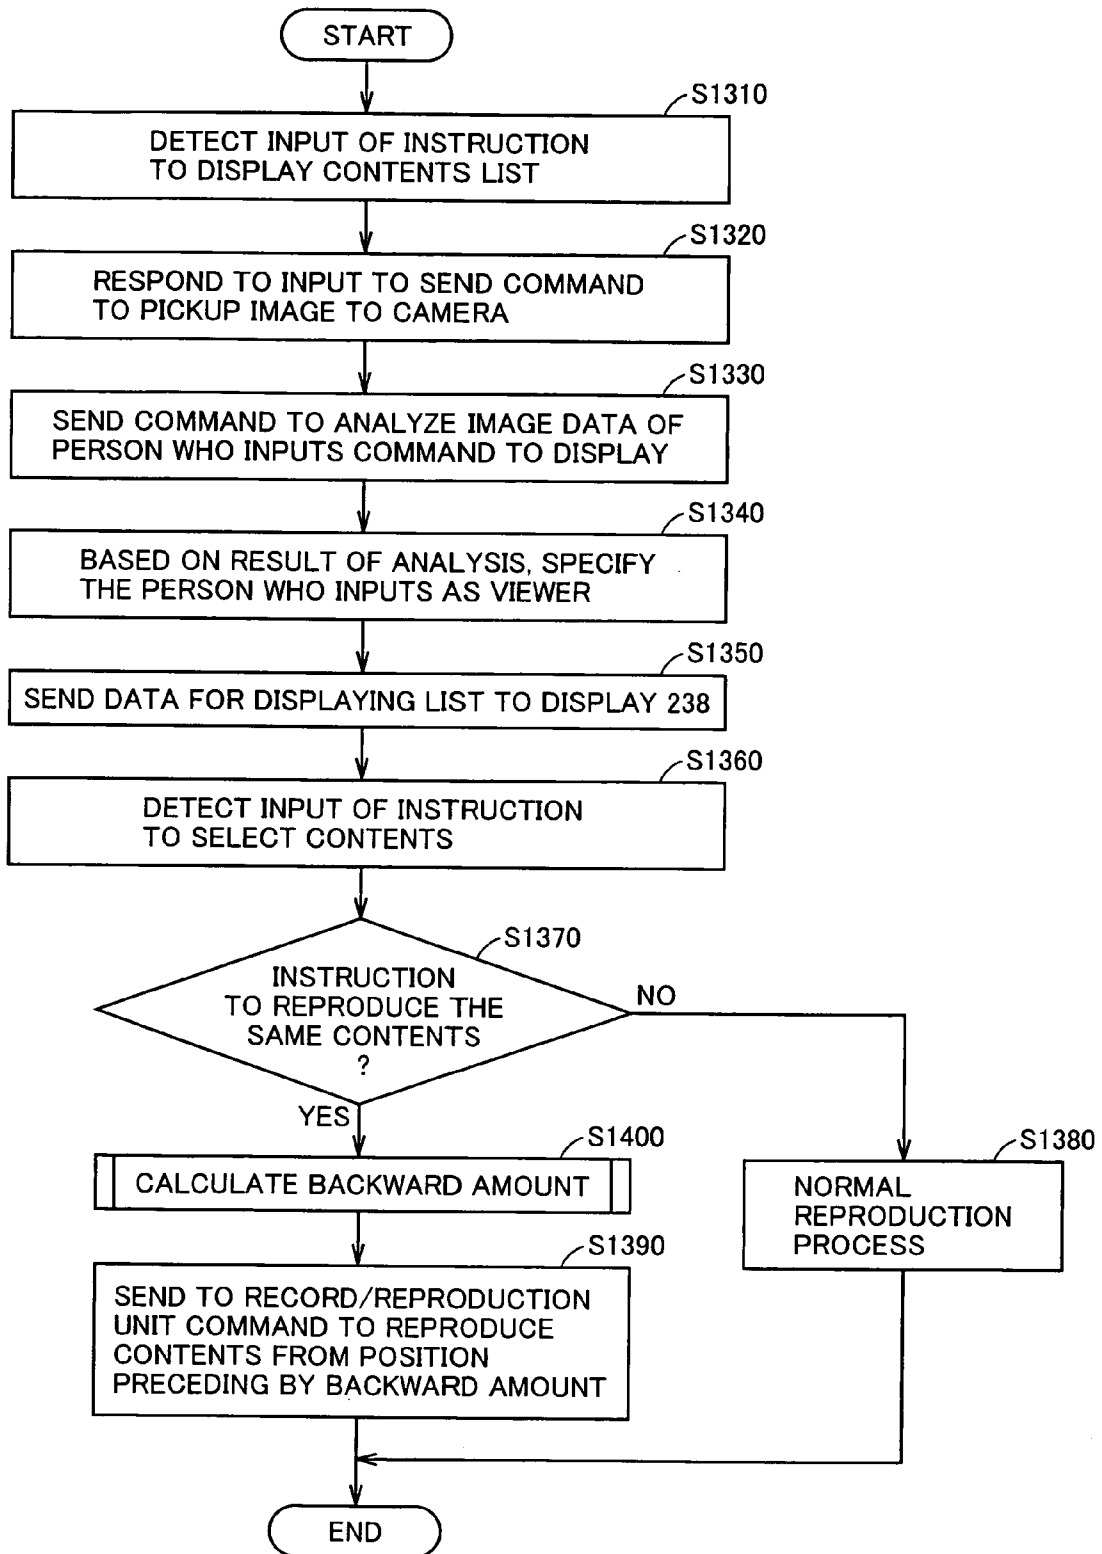 START
S1310
DETECT INPUT OF INSTRUCTION
TO DISPLAY CONTENTS LIST
S1320
RESPOND TO INPUT TO SEND COMMAND
TO PICKUP IMAGE TO CAMERA
S1330
SEND COMMAND TO ANALYZE IMAGE DATA OF
PERSON WHO INPUTS COMMAND TO DISPLAY
S1340
BASED ON RESULT OF ANALYSIS, SPECIFY
THE PERSON WHO INPUTS AS VIEWER
S1350
SEND DATA FOR DISPLAYING LIST TO DISPLAY 238
S1360
DETECT INPUT OF INSTRUCTION
TO SELECT CONTENTS
S1370
INSTRUCTION
TO REPRODUCE THE
SAME CONTENTS
?
NO
YES
S1400
CALCULATE BACKWARD AMOUNT
S1380
NORMAL
REPRODUCTION
PROCESS
S1390
SEND TO RECORD/REPRODUCTION
UNIT COMMAND TO REPRODUCE
CONTENTS FROM POSITION
PRECEDING BY BACKWARD AMOUNT
END